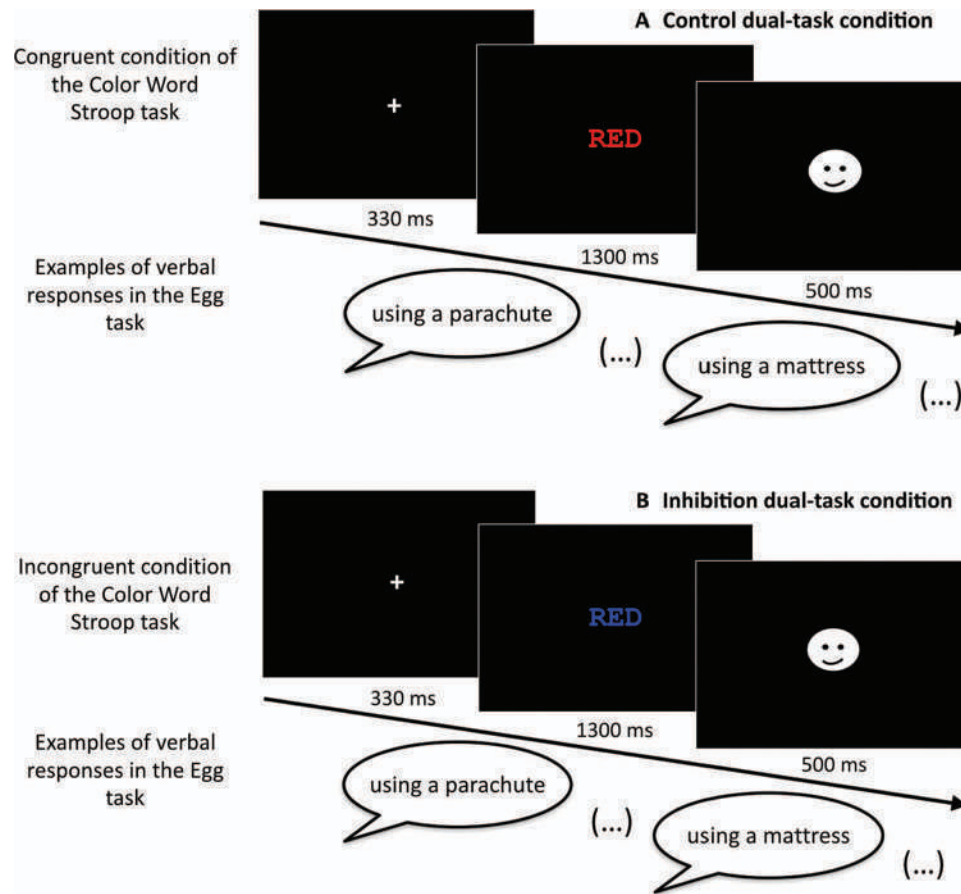 A Control dual-task condition
Congruent condition of
the Color Word
Stroop task
+
RED
330 ms
1300 ms
500 ms
Examples of verbal
responses in the Egg
task
using a parachute
(...)
using a mattress
(...)
B Inhibition dual-task condition
Incongruent condition
of the Color Word
Stroop task
+
RED
330 ms
1300 ms
500 ms
Examples of verbal
responses in the Egg
task
using a parachute
(...)
using a mattress
(...)